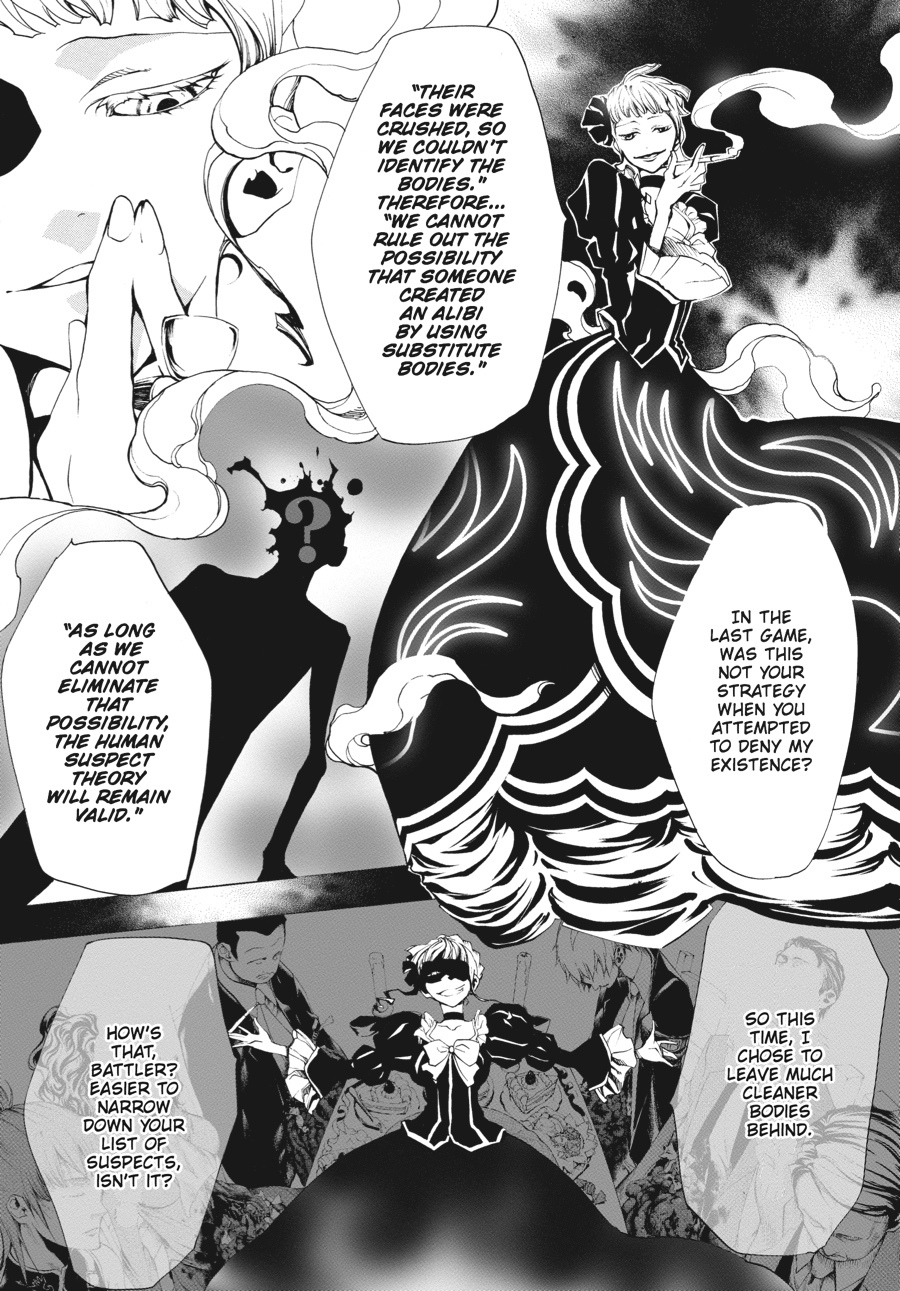 IN THE
LAST GAME,
WAS THIS
NOT YOUR
STRATEGY
WHEN YOU
ATTEMPTED
TO DENY MY
EXISTENCE?
"THEIR
FACES WERE
CRUSHED, SO
WE COULDN'T
IDENTIFY THE
BODIES."
THEREFORE...
"WE CANNOT
RULE OUT THE
POSSIBILITY
THAT SOMEONE
CREATED
AN ALIBI
BY USING
SUBSTITUTE
BODIES."
?
"AS LONG
AS WE
CANNOT
ELIMINATE
THAT
POSSIBILITY,
THE HUMAN
SUSPECT
THEORY
WILL REMAIN
VALID."
SO THIS
TIME, I
CHOSE TO
LEAVE MUCH
CLEANER
BODIES
BEHIND.
HOW'S
THAT,
BATTLER?
EASIER TO
NARROW
DOWN YOUR
LIST OF
SUSPECTS,
ISN'T IT?